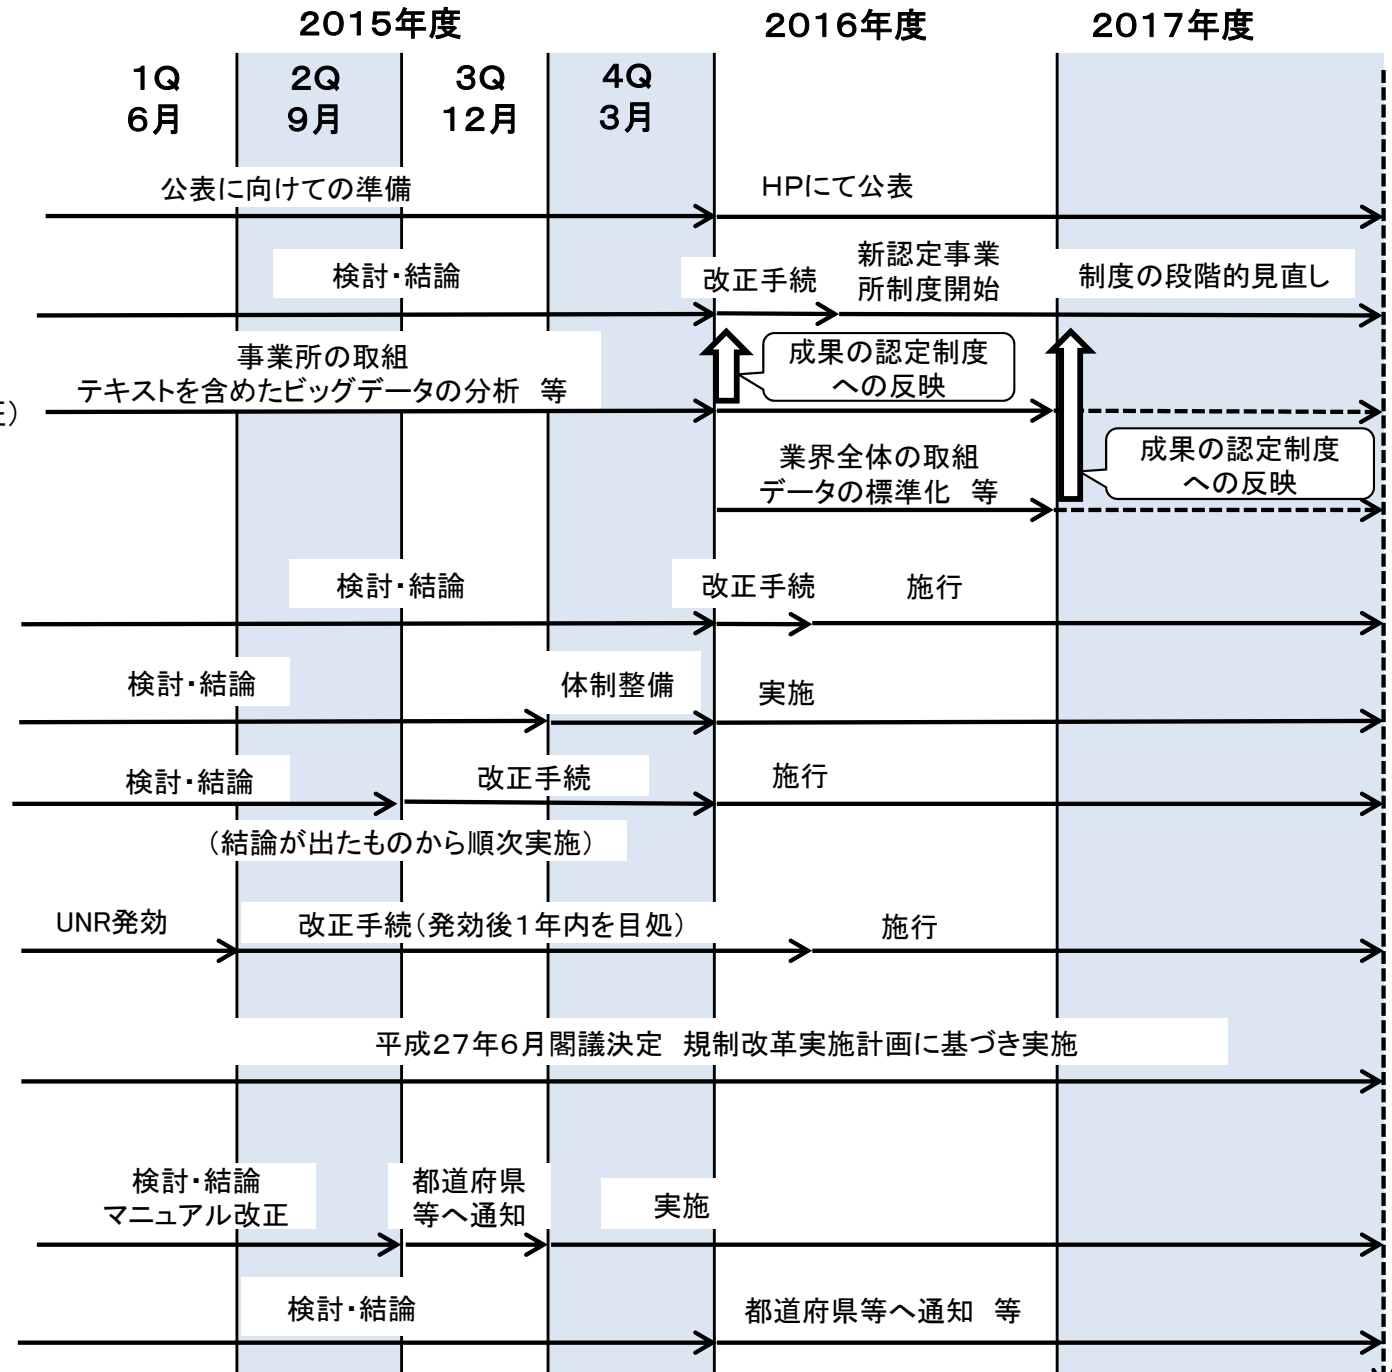 2015年度
2016年度
2017年度
1Q
6月
2Q
9月
3Q
12月
4Q
3月
公表に向けての準備
HPにて公表
検討・結論
改正手続
新認定事業
所制度開始
制度の段階的見直し
事業所の取組
テキストを含めたビッグデータの分析　等
成果の認定制度
への反映
業界全体の取組
データの標準化　等
成果の認定制度
への反映
検討・結論
改正手続
施行
検討・結論
体制整備
実施
検討・結論
改正手続
施行
（結論が出たものから順次実施）
UNR発効
改正手続（発効後１年内を目処）
施行
平成27年6月閣議決定　規制改革実施計画に基づき実施
検討・結論
マニュアル改正
都道府県
等へ通知
実施
検討・結論
都道府県等へ通知　等